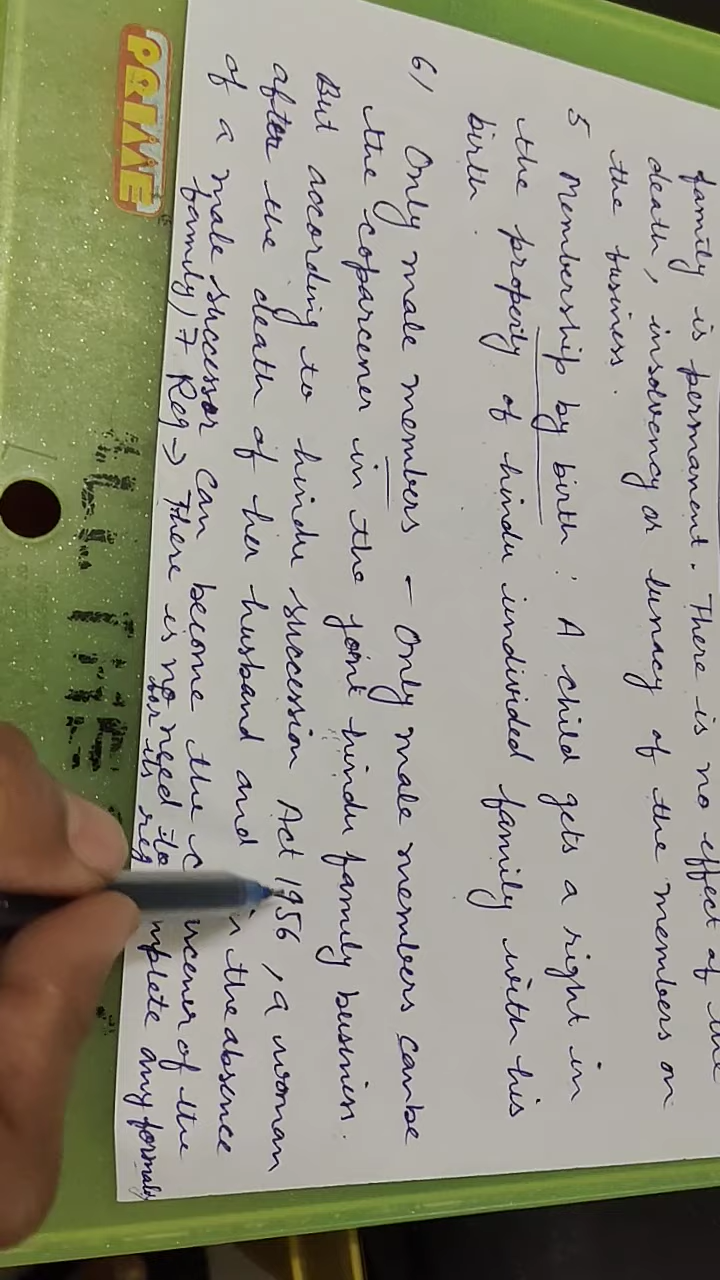 family is permanent. There is no effect of the
death, insolvency or lunacy of the members on
the business.
5 Membership by birth : A child gets a right in
the property of hindu undivided family with his
birth.
6) Only male members - Only male members can be
the coparcener in the joint hindu family business.
But according to hindu succession Act 1956, a woman
after the death of her husband and in the absence
of a male successor can become the of the
family, 7 Reg → There is no need to complete any formality
for its reg
PRIME